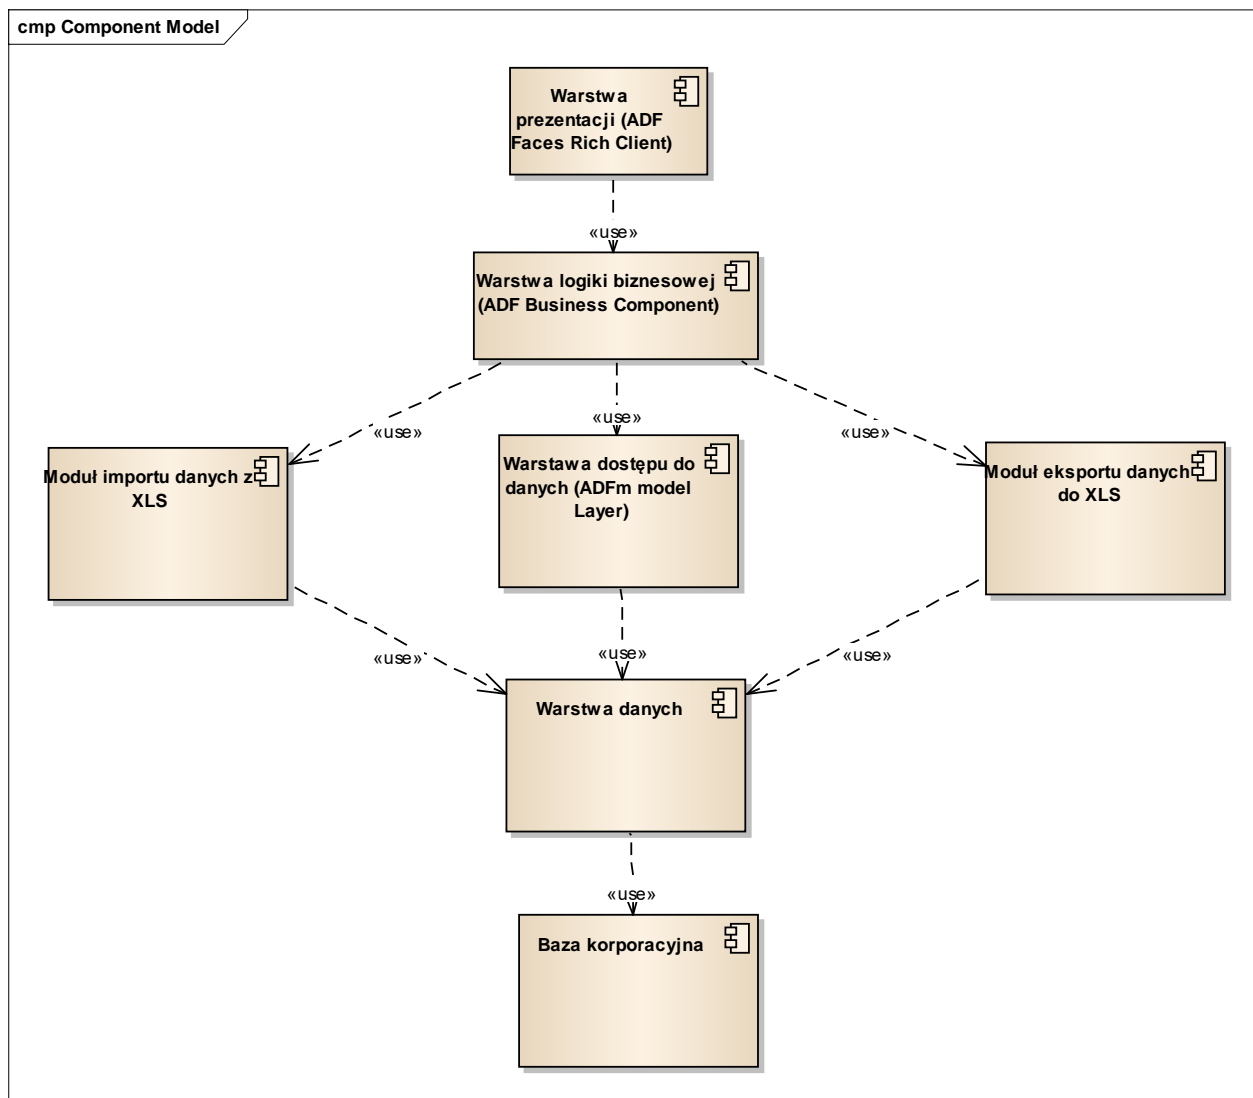 cmp Component Model
Warstwa
prezentacji (ADF
Faces Rich Client)
«use»
Warstwa logiki biznesowej
(ADF Business Component)
«use»
«use»
«use»
Moduł importu danych z
XLS
Warstawa dostępu do
danych (ADFm model
Layer)
Moduł eksportu danych
do XLS
«use»
«use»
«use»
Warstwa danych
«use»
Baza korporacyjna